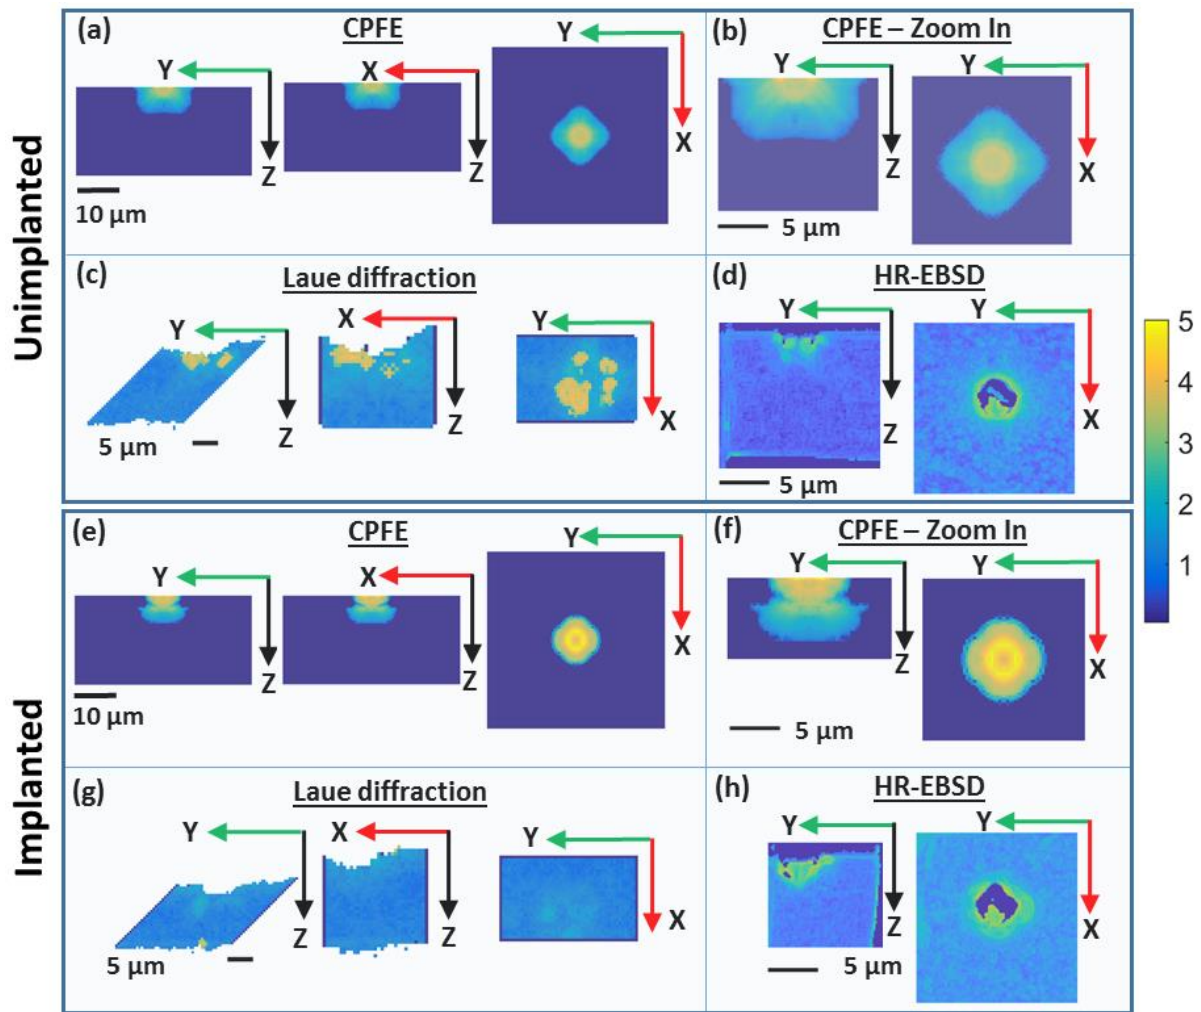 Unimplanted
(a)
CPFE
Y
Z
X
Z
Y
X
10 µm
(b)
CPFE – Zoom In
Y
Z
Y
X
5 µm
(c)
Laue diffraction
Y
Z
X
Z
Y
X
5 µm
(d)
HR-EBSD
Y
Z
Y
X
5 µm
5
4
3
2
1
Implanted
(e)
CPFE
Y
Z
X
Z
Y
X
10 µm
(f)
CPFE – Zoom In
Y
Z
Y
X
5 µm
(g)
Laue diffraction
Y
Z
X
Z
Y
X
5 µm
(h)
HR-EBSD
Y
Z
Y
X
5 µm